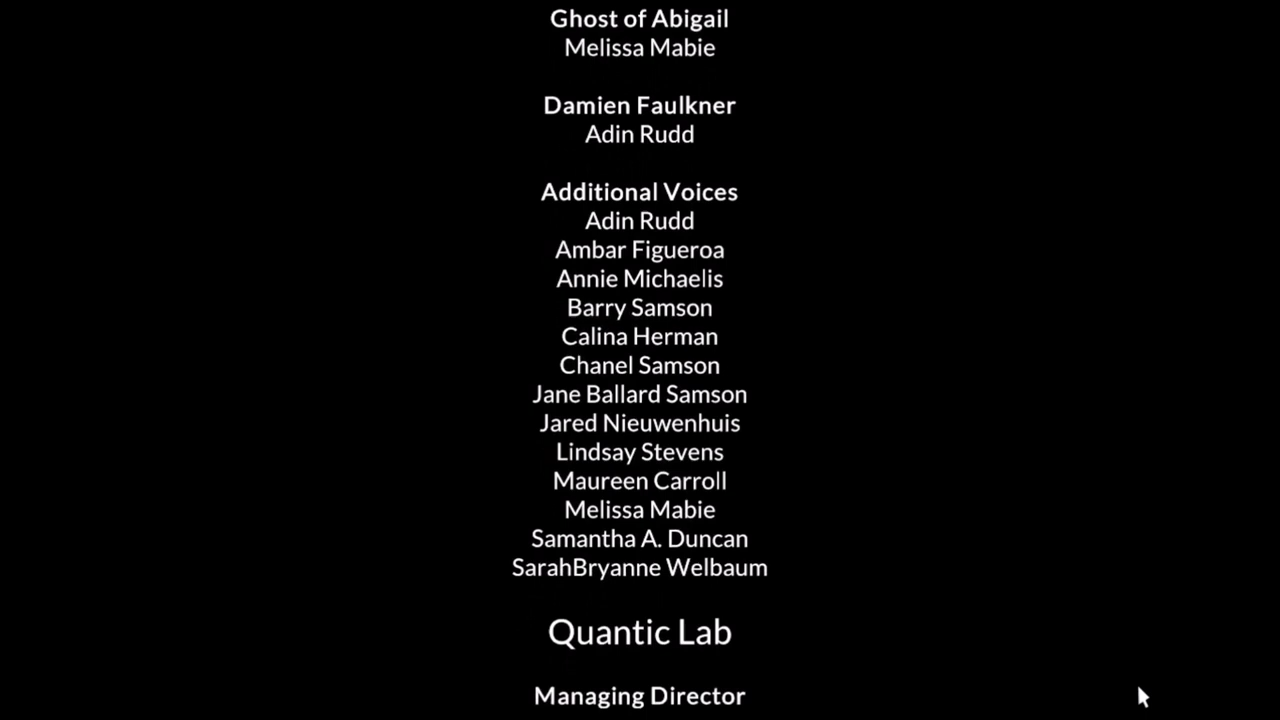 Ghost of Abigail
Melissa Mabie
Damien Faulkner
Adin Rudd
Additional Voices
Adin Rudd
Ambar Figueroa
Annie Michaelis
Barry Samson
Calina Herman
Chanel Samson
Jane Ballard Samson
Jared Nieuwenhuis
Lindsay Stevens
Maureen Carroll
Melissa Mabie
Samantha A. Duncan
SarahBryanne Welbaum
Quantic Lab
Managing Director